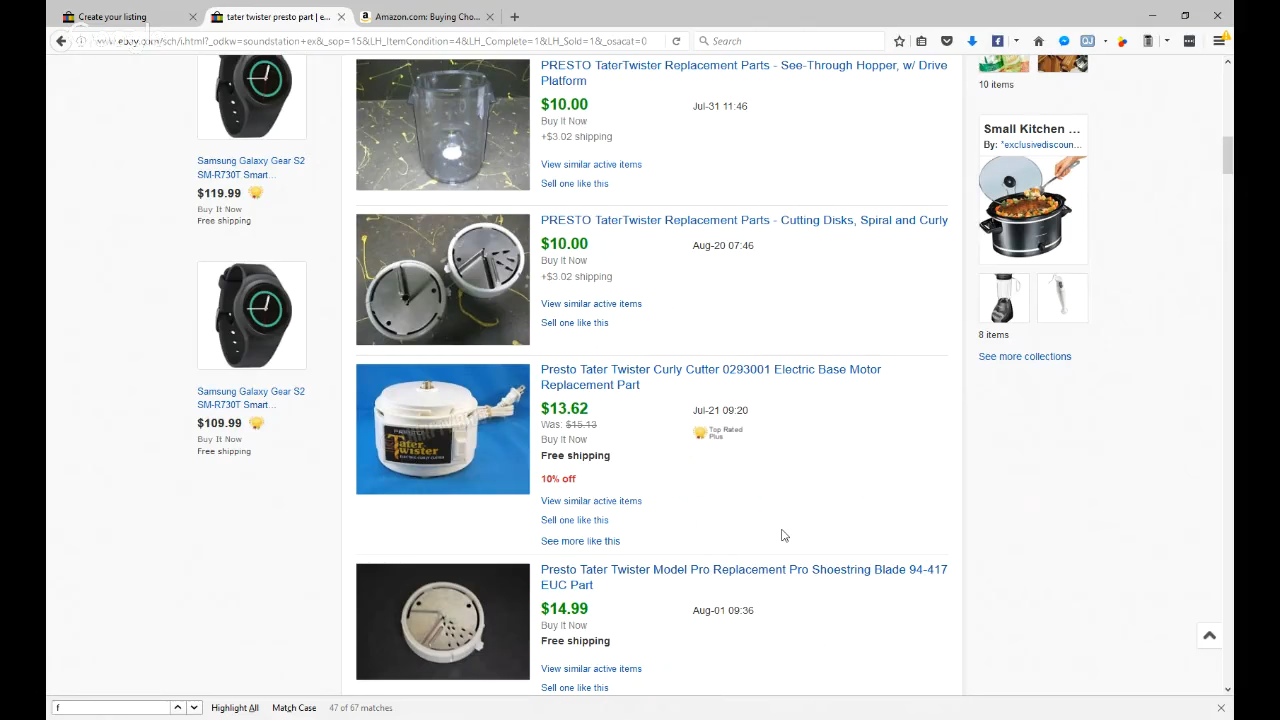 Create your listing
tater twister presto part | e...
Amazon.com: Buying Cho...
www.ebay.com/sch/i.html?_odkw=soundstation+ex&_sop=15&LH_ItemCondition=4&LH_Complete=1&LH_Sold=1&_osacat=0
Search
PRESTO TaterTwister Replacement Parts - See-Through Hopper, w/ Drive
Platform
$10.00
Jul-31 11:46
Buy It Now
+$3.02 shipping
View similar active items
Sell one like this
PRESTO TaterTwister Replacement Parts - Cutting Disks, Spiral and Curly
$10.00
Aug-20 07:46
Buy It Now
+$3.02 shipping
View similar active items
Sell one like this
Presto Tater Twister Curly Cutter 0293001 Electric Base Motor
Replacement Part
$13.62
Jul-21 09:20
Was: $15.13
Top Rated
Plus
Buy It Now
Free shipping
10% off
View similar active items
Sell one like this
See more like this
PRESTO
Tater
Twister
ELECTRIC CURLY CUTTER
Presto Tater Twister Model Pro Replacement Pro Shoestring Blade 94-417
EUC Part
$14.99
Aug-01 09:36
Buy It Now
Free shipping
View similar active items
Sell one like this
Samsung Galaxy Gear S2
SM-R730T Smart...
$119.99
Buy It Now
Free shipping
Samsung Galaxy Gear S2
SM-R730T Smart...
$109.99
Buy It Now
Free shipping
10 items
Small Kitchen ...
By: *exclusivediscoun...
8 items
See more collections
f
Highlight All
Match Case
47 of 67 matches